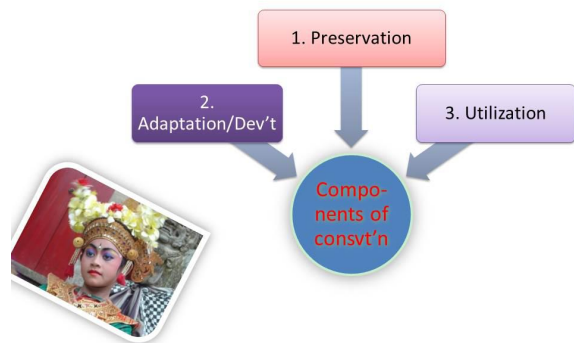 1. Preservation
2.
Adaptation/Dev't
3. Utilization
Compo-
nents of
consvt'n